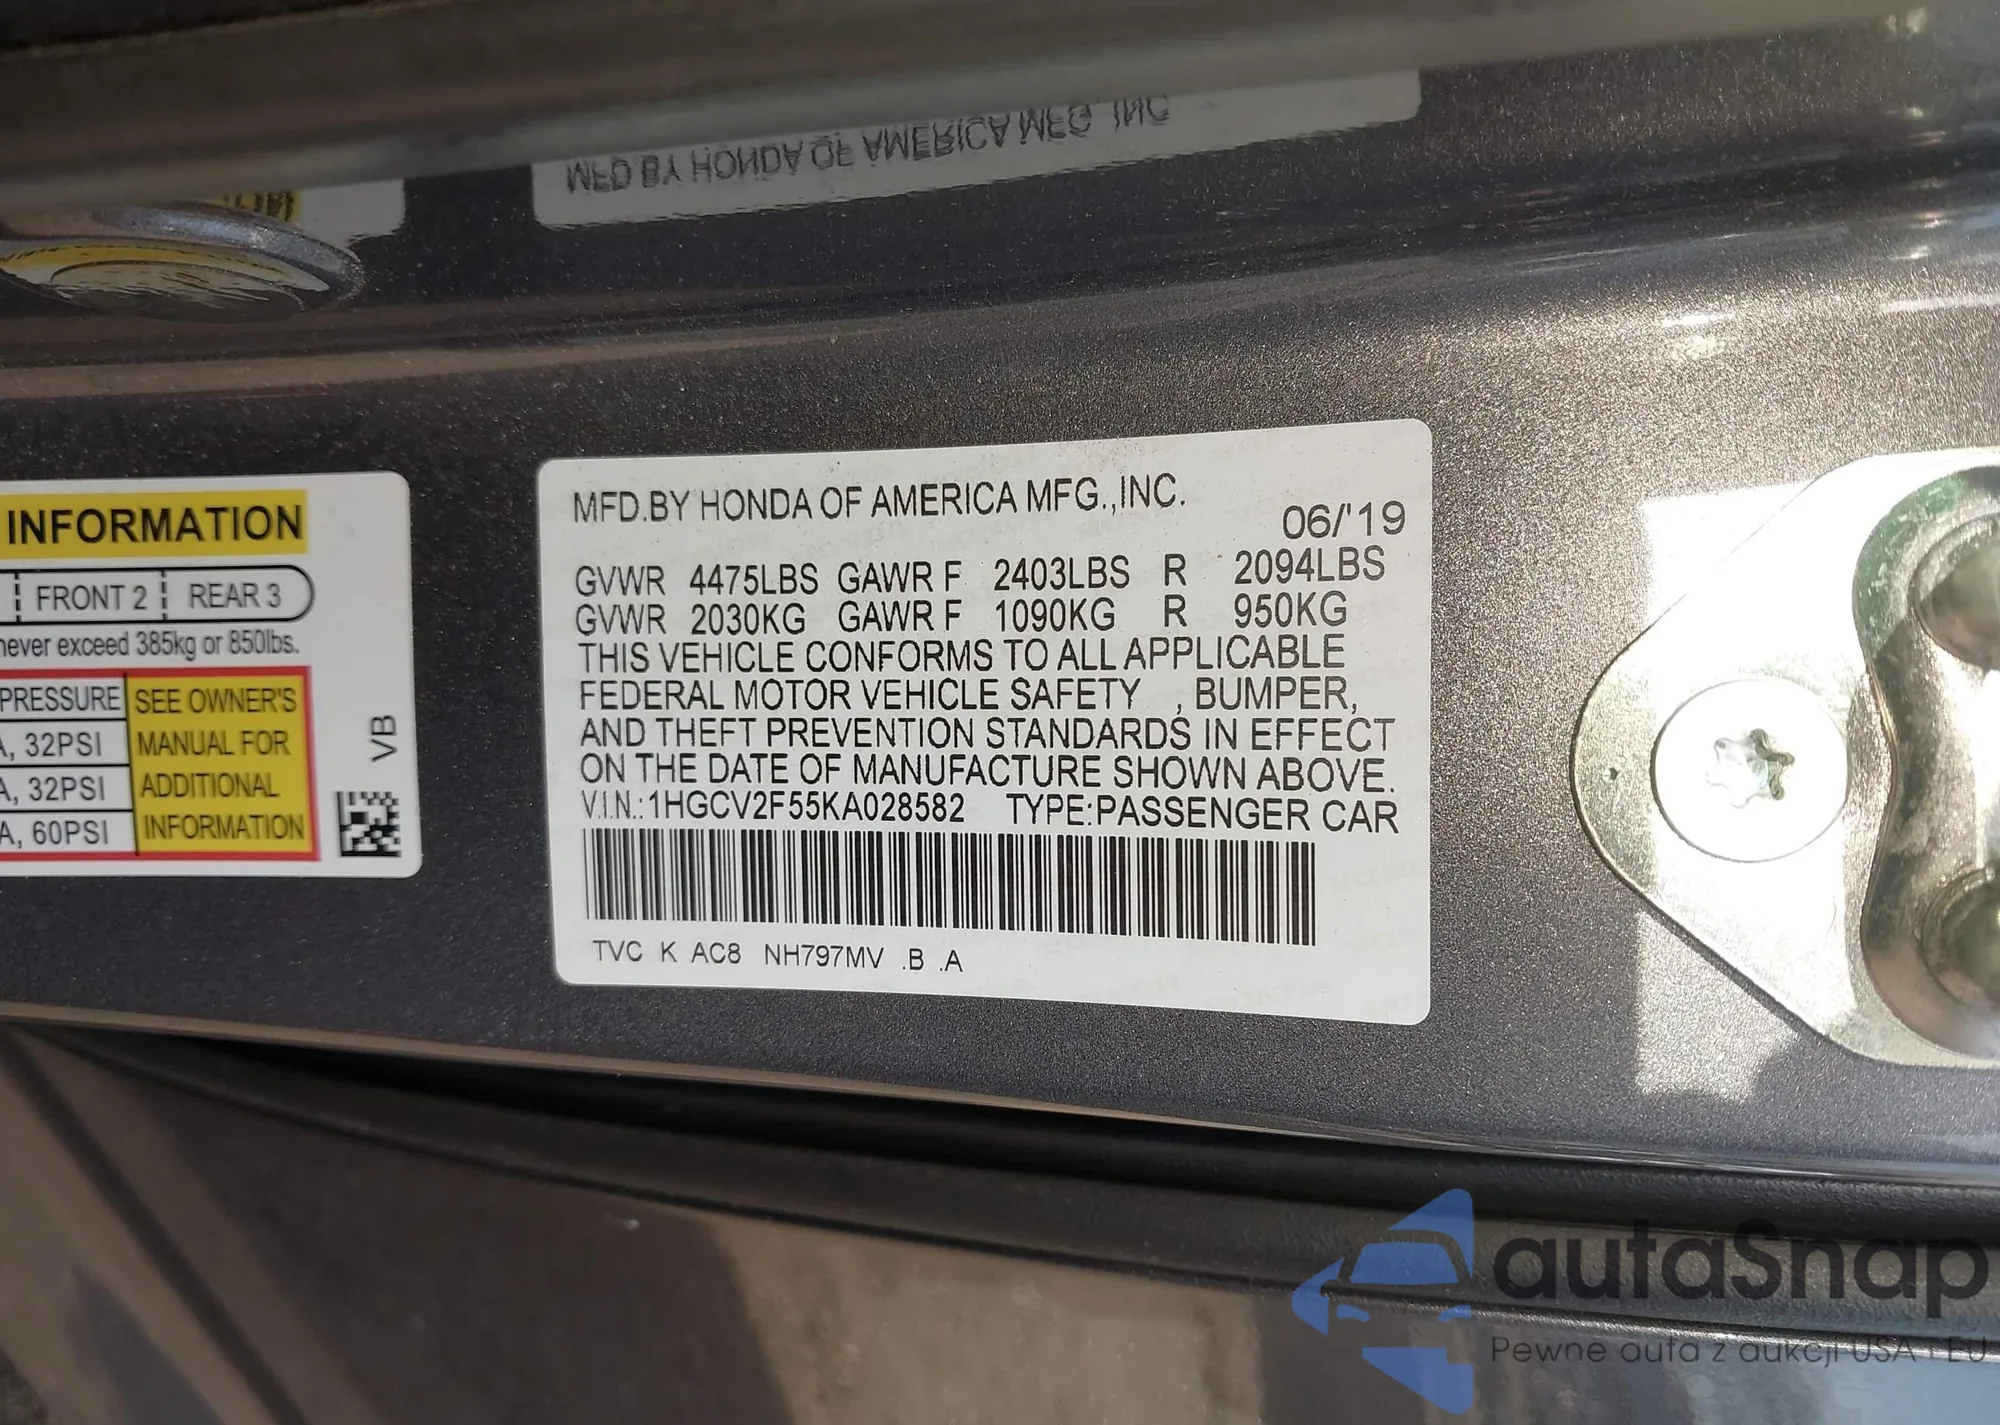 MFD BY HONDA OF AMERICA MFG. INC
INFORMATION
FRONT 2 REAR 3
never exceed 385kg or 850lbs.
PRESSURE SEE OWNER'S
, 32PSI MANUAL FOR
, 32PSI ADDITIONAL
, 60PSI INFORMATION
VB
MFD.BY HONDA OF AMERICA MFG.,INC.
06/'19
GVWR 4475LBS GAWR F 2403LBS R 2094LBS
GVWR 2030KG GAWR F 1090KG R 950KG
THIS VEHICLE CONFORMS TO ALL APPLICABLE
FEDERAL MOTOR VEHICLE SAFETY , BUMPER,
AND THEFT PREVENTION STANDARDS IN EFFECT
ON THE DATE OF MANUFACTURE SHOWN ABOVE.
V.I.N.:1HGCV2F55KA028582 TYPE:PASSENGER CAR
TVC K AC8 NH797MV .B .A
autaSnap
Pewne auta z aukcji USA i EU